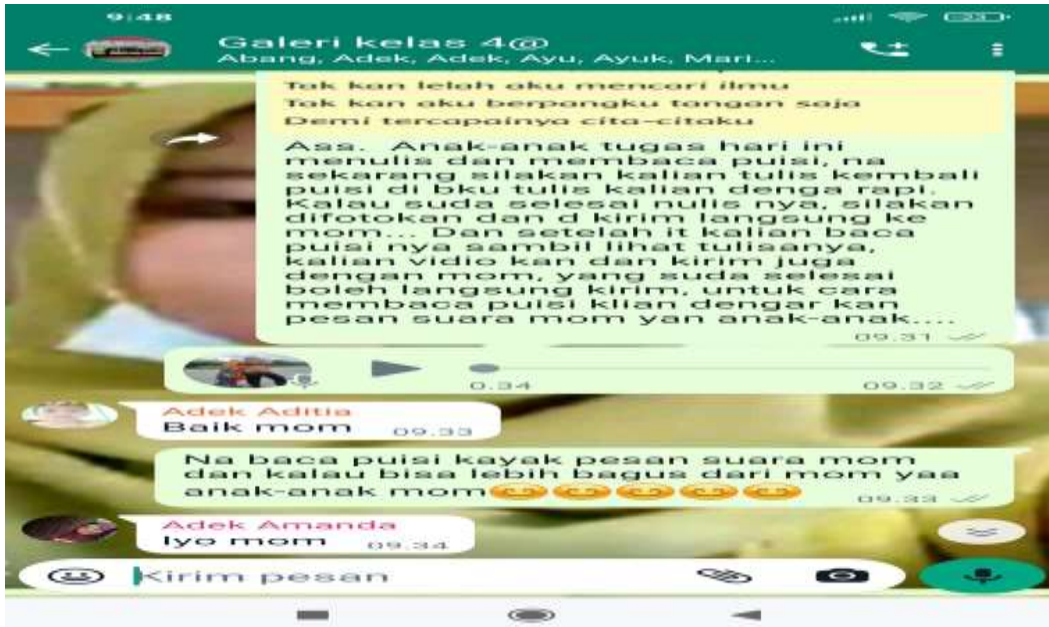 9:48
Galeri kelas 4@
Abang, Adek, Adek, Ayu, Ayuk, Mari...
Tak kan lelah aku mencari ilmu
Tak kan aku berpangku tangan saja
Demi tercapainya cita-citaku
Ass. Anak-anak tugas hari ini
menulis dan membaca puisi, na
sekarang silakan kalian tulis kembali
puisi di bku tulis kalian denga rapi.
Kalau suda selesai nulis nya, silakan
difotokan dan d kirim langsung ke
mom... Dan setelah it kalian baca
puisi nya sambil lihat tulisanya,
kalian vidio kan dan kirim juga
dengan mom, yang suda selesai
boleh langsung kirim, untuk cara
membaca puisi klian dengar kan
pesan suara mom yan anak-anak....
09.31
0.34 09.32
Adek Aditia
Baik mom 09.33
Na baca puisi kayak pesan suara mom
dan kalau bisa lebih bagus dari mom yaa
anak-anak mom😊😊😊😊😊 09.33
Adek Amanda
Iyo mom 09.34
Kirim pesan